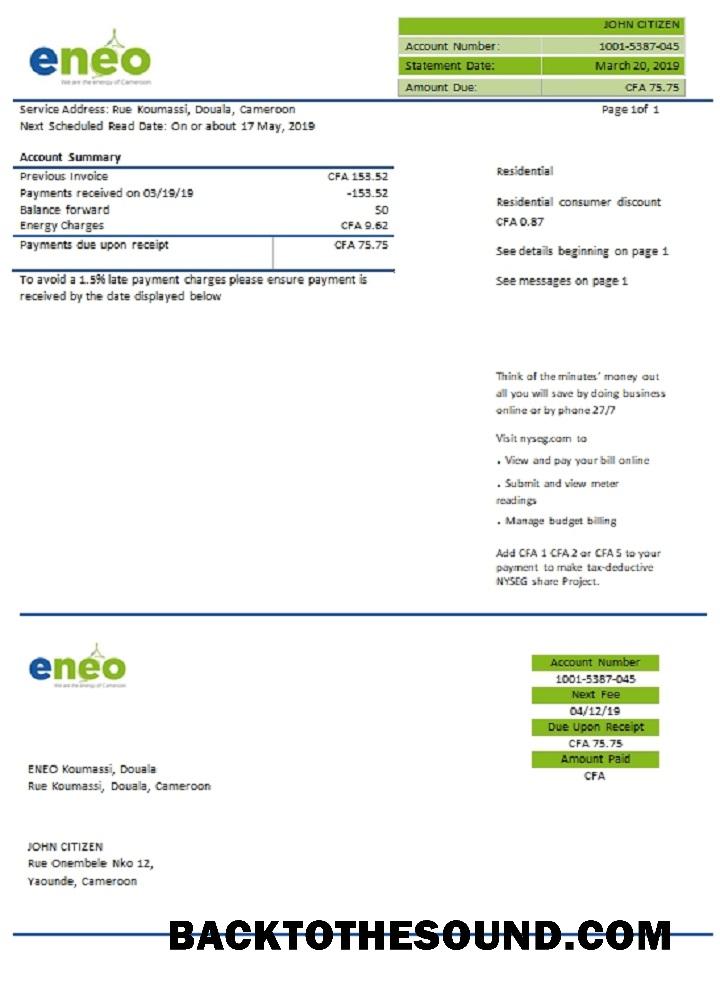 eneo
We are the energy of Cameroon
JOHN CITIZEN
Account Number: 1001-5387-045
Statement Date: March 20, 2019
Amount Due: CFA 75.75
Service Address: Rue Koumassi, Douala, Cameroon
Page 1of 1
Next Scheduled Read Date: On or about 17 May, 2019
Account Summary
Previous Invoice CFA 153.52
Payments received on 03/19/19 -153.52
Balance forward $0
Energy Charges CFA 9.62
Payments due upon receipt CFA 75.75
To avoid a 1.5% late payment charges please ensure payment is
received by the date displayed below
Residential
Residential consumer discount
CFA 0.87
See details beginning on page 1
See messages on page 1
Think of the minutes' money out
all you will save by doing business
online or by phone 27/7
Visit nyseg.com to
. View and pay your bill online
. Submit and view meter
readings
. Manage budget billing
Add CFA 1 CFA 2 or CFA 5 to your
payment to make tax-deductive
NYSEG share Project.
eneo
We are the energy of Cameroon
Account Number
1001-5387-045
Next Fee
04/12/19
Due Upon Receipt
CFA 75.75
Amount Paid
CFA
ENEO Koumassi, Douala
Rue Koumassi, Douala, Cameroon
JOHN CITIZEN
Rue Onembele Nko 12,
Yaounde, Cameroon
BACKTOTHESOUND.COM